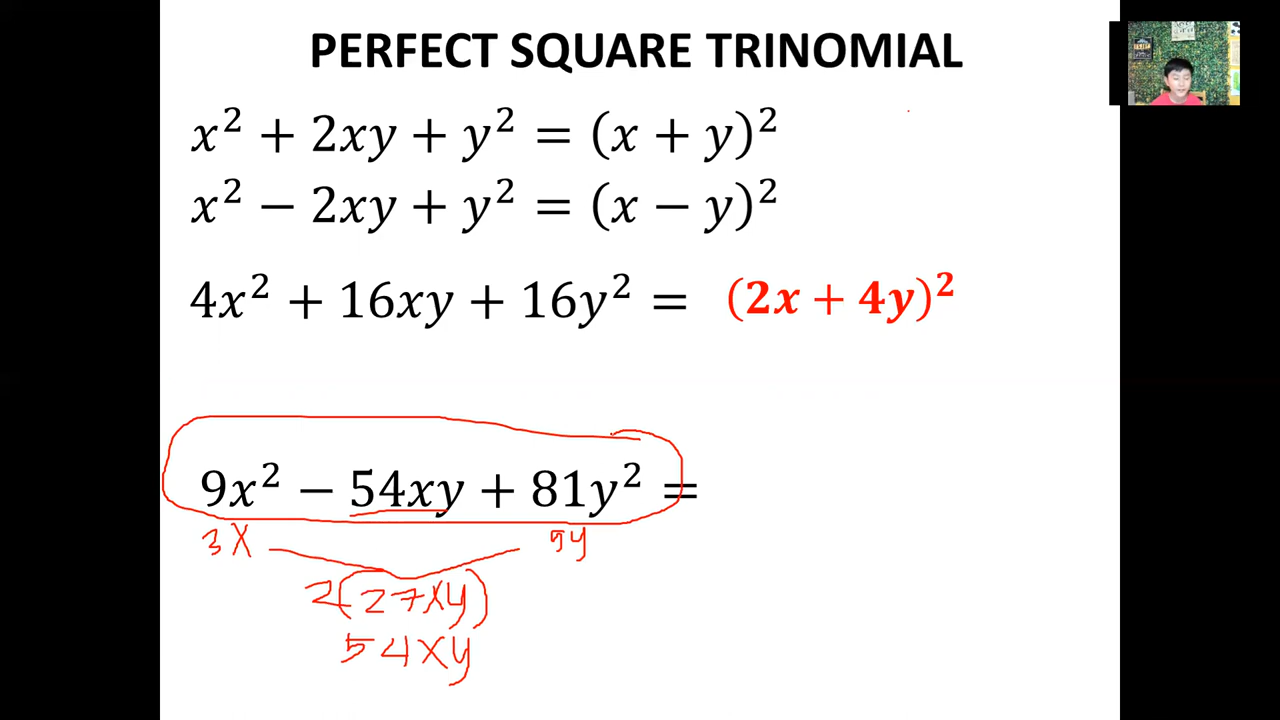 PERFECT SQUARE TRINOMIAL
x² + 2xy + y² = (x + y)²
x² − 2xy + y² = (x − y)²
4x² + 16xy + 16y² = (2x + 4y)²
9x² − 54xy + 81y² =
3X 9y
2(27xy)
54xy